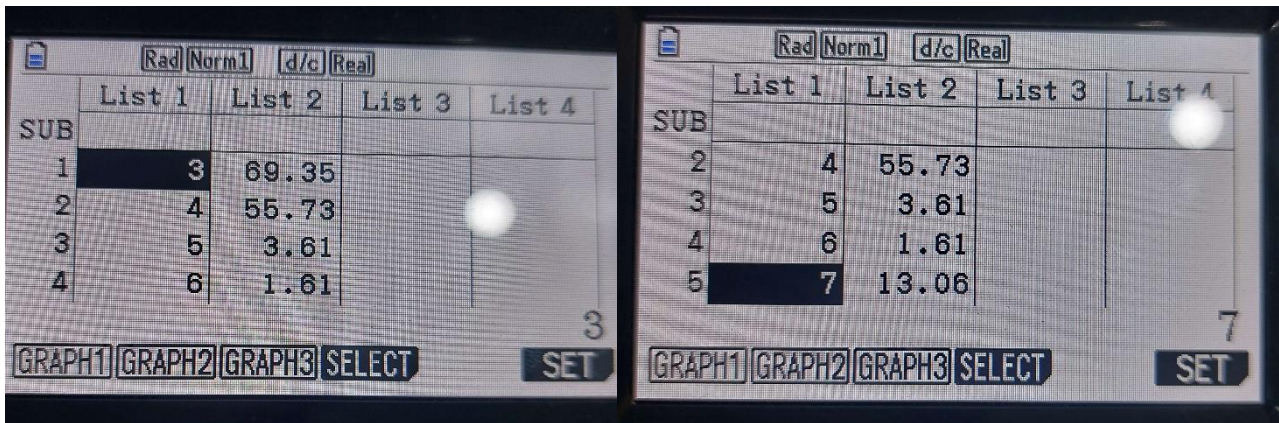 Rad Norm1 d/c Real
List 1 List 2 List 3 List 4
SUB
1 3 69.35
2 4 55.73
3 5 3.61
4 6 1.61
3
GRAPH1 GRAPH2 GRAPH3 SELECT SET
Rad Norm1 d/c Real
List 1 List 2 List 3 List 4
SUB
2 4 55.73
3 5 3.61
4 6 1.61
5 7 13.06
7
GRAPH1 GRAPH2 GRAPH3 SELECT SET